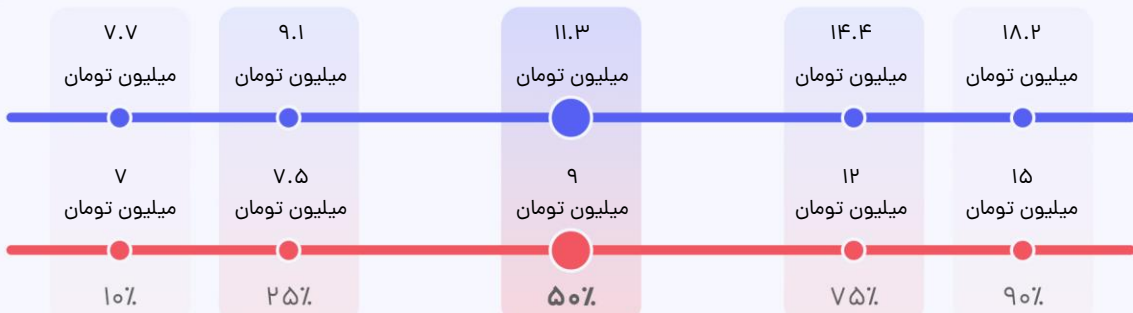 ۷.۷
میلیون تومان
۹.۱
میلیون تومان
۱۱.۳
میلیون تومان
۱۴.۴
میلیون تومان
۱۸.۲
میلیون تومان
۷
میلیون تومان
۷.۵
میلیون تومان
۹
میلیون تومان
۱۲
میلیون تومان
۱۵
میلیون تومان
۱۰٪
۲۵٪
۵۰٪
۷۵٪
۹۰٪